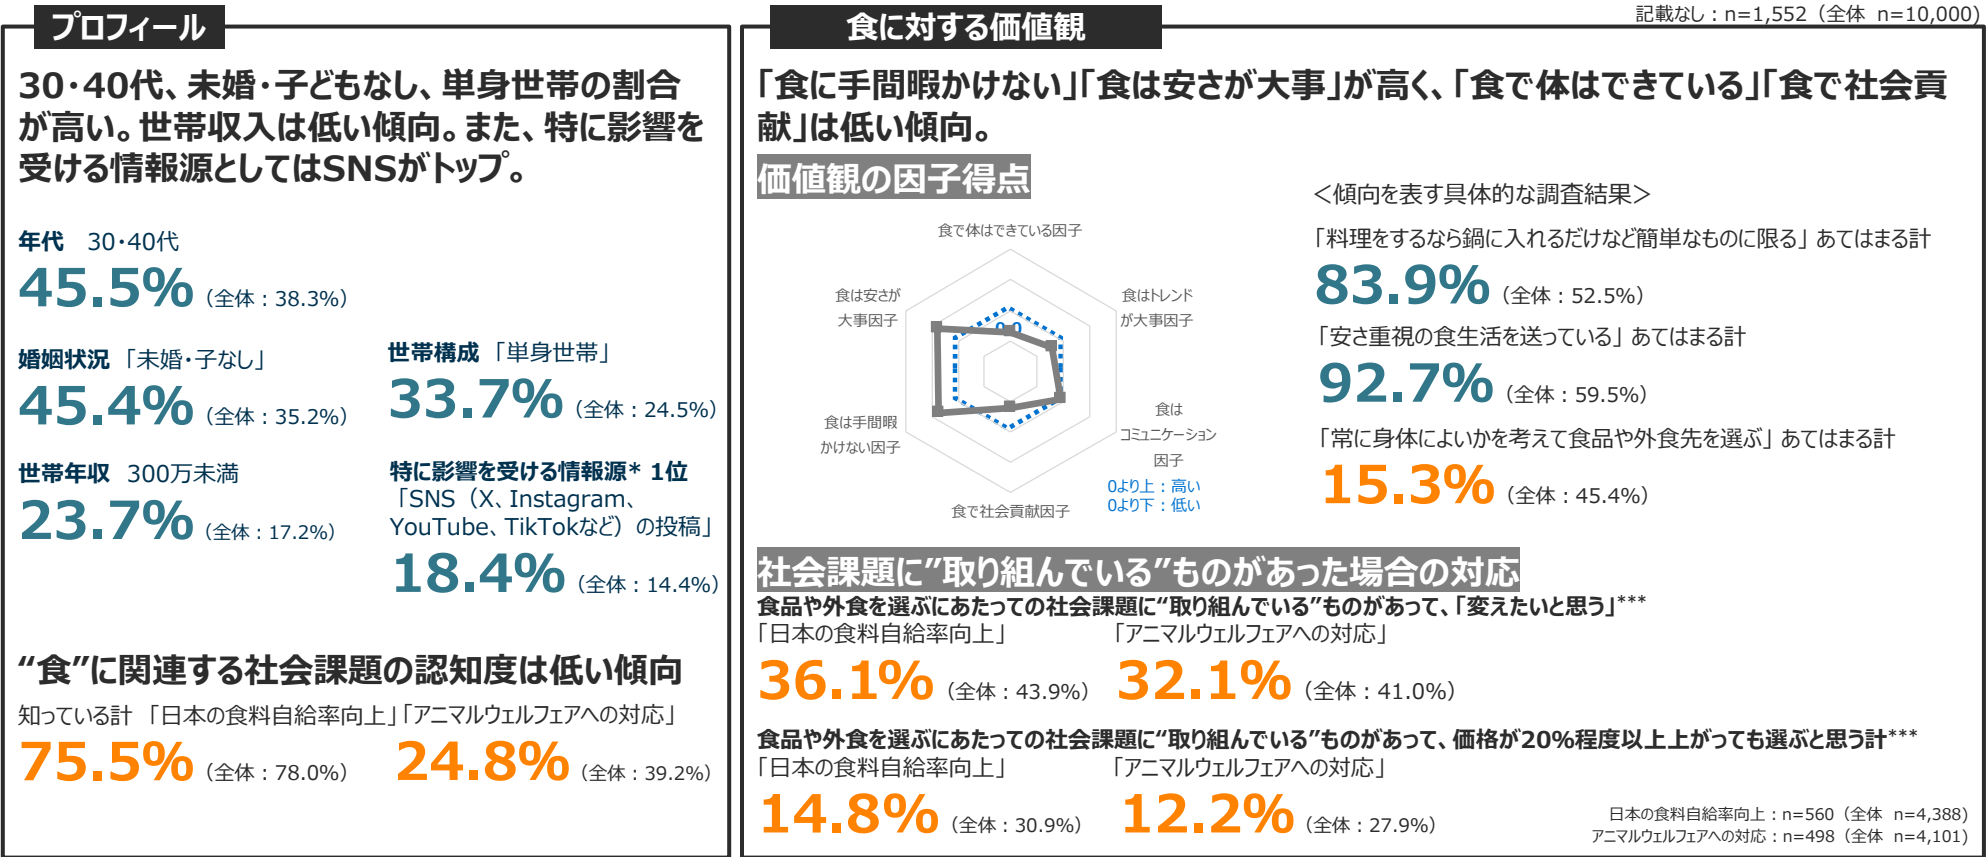 プロフィール
30・40代、未婚・子どもなし、単身世帯の割合
が高い。世帯収入は低い傾向。また、特に影響を
受ける情報源としてはSNSがトップ。
年代 30・40代
45.5%（全体：38.3%）
婚姻状況 「未婚・子なし」
45.4%（全体：35.2%）
世帯構成 「単身世帯」
33.7%（全体：24.5%）
世帯年収 300万未満
23.7%（全体：17.2%）
特に影響を受ける情報源* 1位
「SNS（X、Instagram、
YouTube、TikTokなど）の投稿」
18.4%（全体：14.4%）
“食”に関連する社会課題の認知度は低い傾向
知っている計 「日本の食料自給率向上」「アニマルウェルフェアへの対応」
75.5%（全体：78.0%） 24.8%（全体：39.2%）
記載なし：n=1,552（全体 n=10,000）
食に対する価値観
「食に手間暇かけない」「食は安さが大事」が高く、「食で体はできている」「食で社会貢
献」は低い傾向。
価値観の因子得点
食で体はできている因子
食はトレンド
が大事因子
食は
コミュニケーション
因子
食で社会貢献因子
食は手間暇
かけない因子
食は安さが
大事因子
0.0
0より上：高い
0より下：低い
＜傾向を表す具体的な調査結果＞
「料理をするなら鍋に入れるだけなど簡単なものに限る」あてはまる計
83.9%（全体：52.5%）
「安さ重視の食生活を送っている」あてはまる計
92.7%（全体：59.5%）
「常に身体によいかを考えて食品や外食先を選ぶ」あてはまる計
15.3%（全体：45.4%）
社会課題に”取り組んでいる”ものがあった場合の対応
食品や外食を選ぶにあたっての社会課題に“取り組んでいる”ものがあって、「変えたいと思う」***
「日本の食料自給率向上」 「アニマルウェルフェアへの対応」
36.1%（全体：43.9%） 32.1%（全体：41.0%）
食品や外食を選ぶにあたっての社会課題に“取り組んでいる”ものがあって、価格が20%程度以上上がっても選ぶと思う計***
「日本の食料自給率向上」 「アニマルウェルフェアへの対応」
14.8%（全体：30.9%） 12.2%（全体：27.9%）
日本の食料自給率向上：n=560（全体 n=4,388）
アニマルウェルフェアへの対応：n=498（全体 n=4,101）